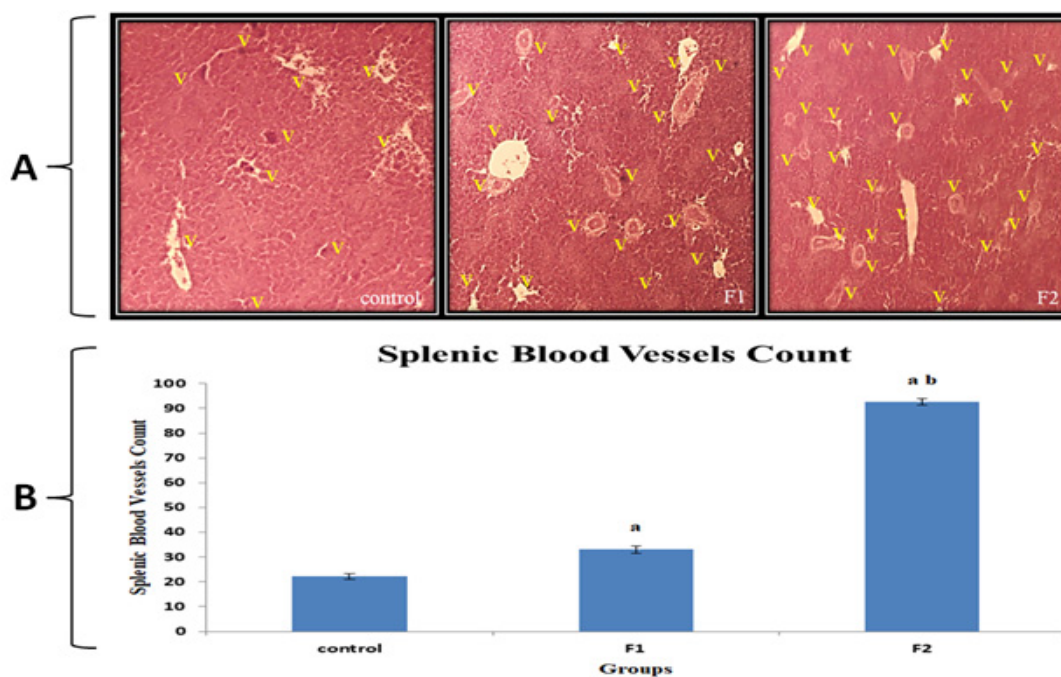 A
V V V V V V V V V V
control
V V V V V V V V V V V V V V V V V
F1
V V V V V V V V V V V V V V V V V V V V V V V V V V
F2
B
Splenic Blood Vessels Count
Splenic Blood Vessels Count
100
90
80
70
60
50
40
30
20
10
0
a
a b
control F1 F2
Groups